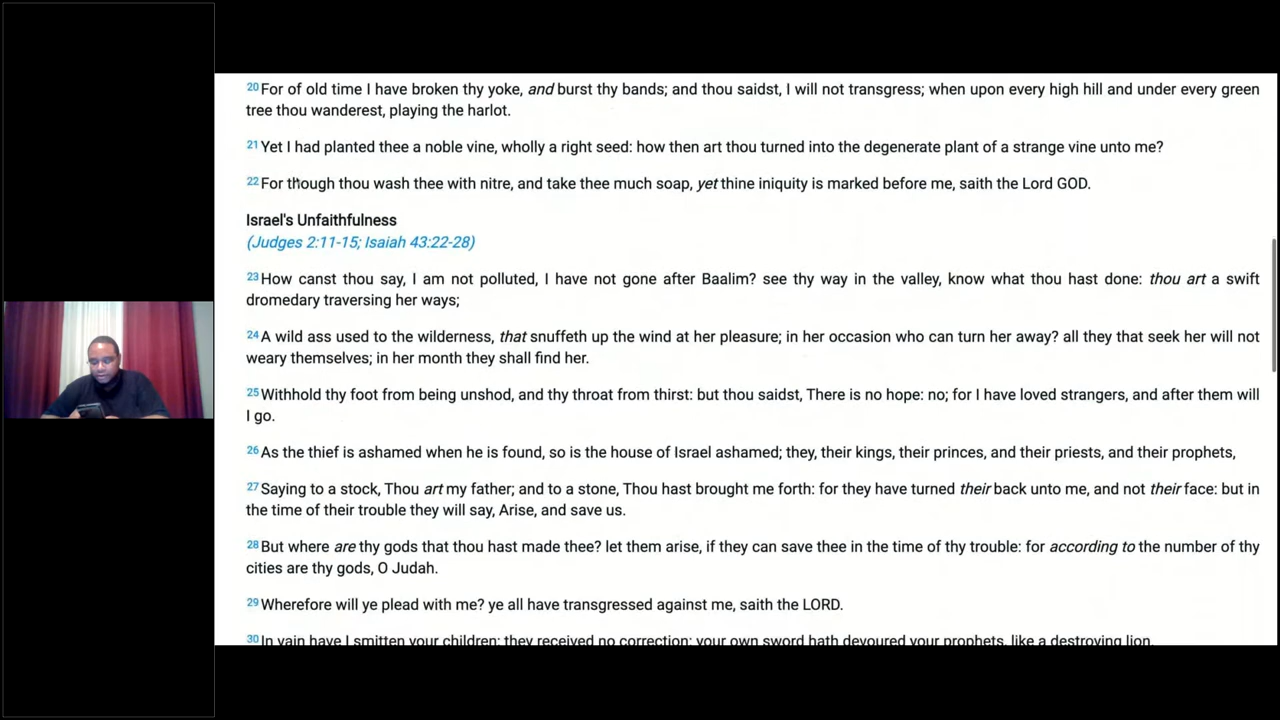 20 For of old time I have broken thy yoke, and burst thy bands; and thou saidst, I will not transgress; when upon every high hill and under every green
tree thou wanderest, playing the harlot.
21 Yet I had planted thee a noble vine, wholly a right seed: how then art thou turned into the degenerate plant of a strange vine unto me?
22 For though thou wash thee with nitre, and take thee much soap, yet thine iniquity is marked before me, saith the Lord GOD.
Israel's Unfaithfulness
(Judges 2:11-15; Isaiah 43:22-28)
23 How canst thou say, I am not polluted, I have not gone after Baalim? see thy way in the valley, know what thou hast done: thou art a swift
dromedary traversing her ways;
24 A wild ass used to the wilderness, that snuffeth up the wind at her pleasure; in her occasion who can turn her away? all they that seek her will not
weary themselves; in her month they shall find her.
25 Withhold thy foot from being unshod, and thy throat from thirst: but thou saidst, There is no hope: no; for I have loved strangers, and after them will
I go.
26 As the thief is ashamed when he is found, so is the house of Israel ashamed; they, their kings, their princes, and their priests, and their prophets,
27 Saying to a stock, Thou art my father; and to a stone, Thou hast brought me forth: for they have turned their back unto me, and not their face: but in
the time of their trouble they will say, Arise, and save us.
28 But where are thy gods that thou hast made thee? let them arise, if they can save thee in the time of thy trouble: for according to the number of thy
cities are thy gods, O Judah.
29 Wherefore will ye plead with me? ye all have transgressed against me, saith the LORD.
30 In vain have I smitten your children; they received no correction: your own sword hath devoured your prophets, like a destroying lion.